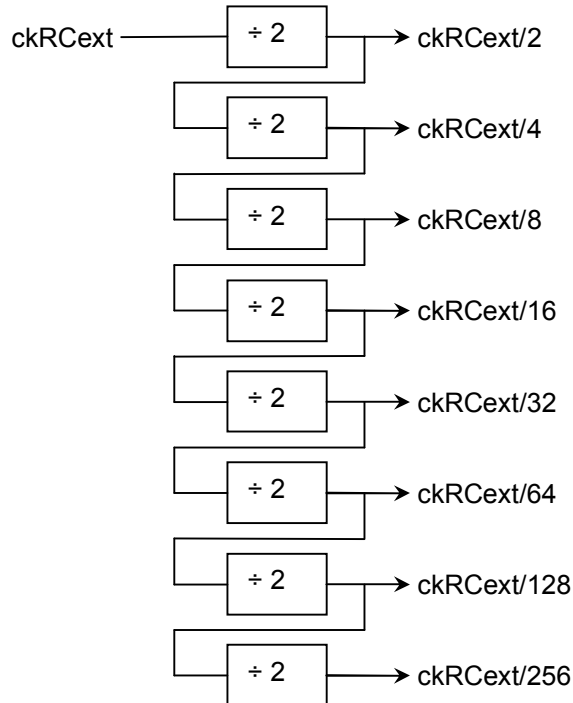 ckRCext ÷ 2 ckRCext/2
÷ 2 ckRCext/4
÷ 2 ckRCext/8
÷ 2 ckRCext/16
÷ 2 ckRCext/32
÷ 2 ckRCext/64
÷ 2 ckRCext/128
÷ 2 ckRCext/256